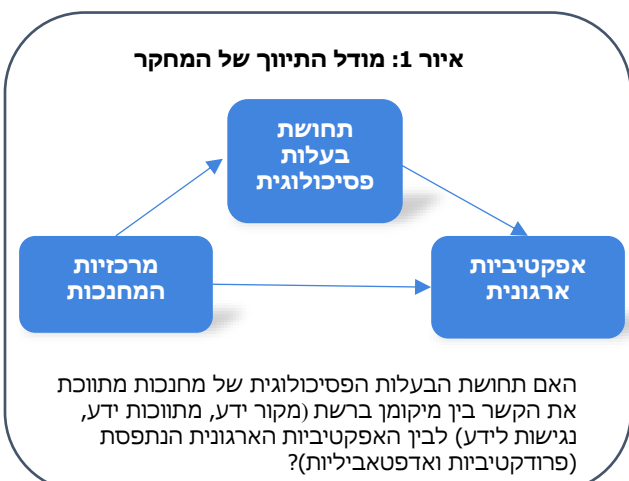 איור 1: מודל התיווך של המחקר
תחושת
בעלות
פסיכולוגית
מרכזיות
המחנכות
אפקטיביות
ארגונית
האם תחושת הבעלות הפסיכולוגית של מחנכות מתווכת
את הקשר בין מיקומן ברשת (מקור ידע, מתווכות ידע,
נגישות לידע) לבין האפקטיביות הארגונית הנתפסת
(פרודקטיביות ואדפטאביליות)?